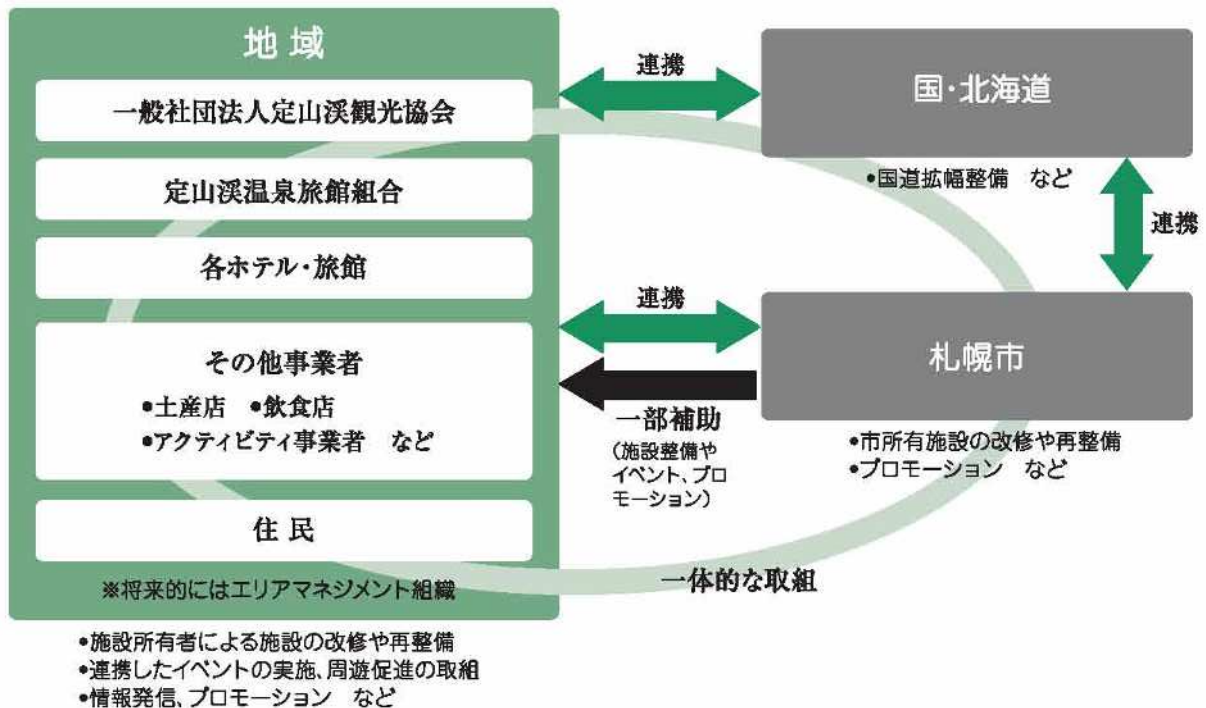 地域
一般社団法人定山渓観光協会
定山渓温泉旅館組合
各ホテル・旅館
その他事業者
•土産店 •飲食店
•アクティビティ事業者 など
住民
※将来的にはエリアマネジメント組織
•施設所有者による施設の改修や再整備
•連携したイベントの実施、周遊促進の取組
•情報発信、プロモーション など
連携
国・北海道
•国道拡幅整備 など
連携
連携
札幌市
一部補助
(施設整備や
イベント、プロ
モーション)
•市所有施設の改修や再整備
•プロモーション など
一体的な取組